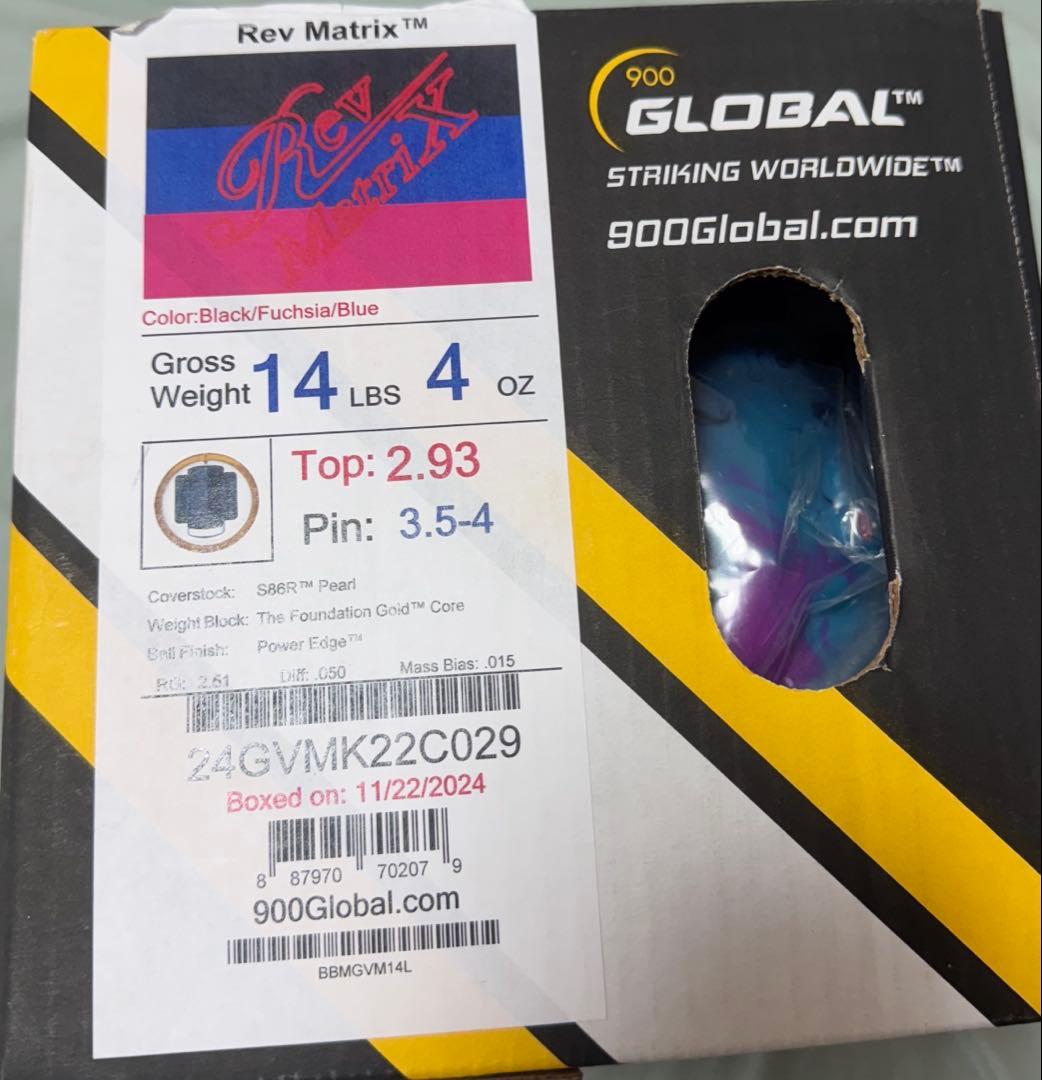 Rev Matrix™
Rev
Matrix
Color:Black/Fuchsia/Blue
Gross Weight 14 LBS 4 OZ
Top: 2.93
Pin: 3.5-4
Coverstock: S86R™ Pearl
Weight Block: The Foundation Gold™ Core
Ball Finish: Power Edge™
RG: 2.51 Diff: .050 Mass Bias: .015
24GVMK22C029
Boxed on: 11/22/2024
8 87970 70207 9
900Global.com
BBMGVM14L
900
GLOBAL™
STRIKING WORLDWIDE™
900Global.com